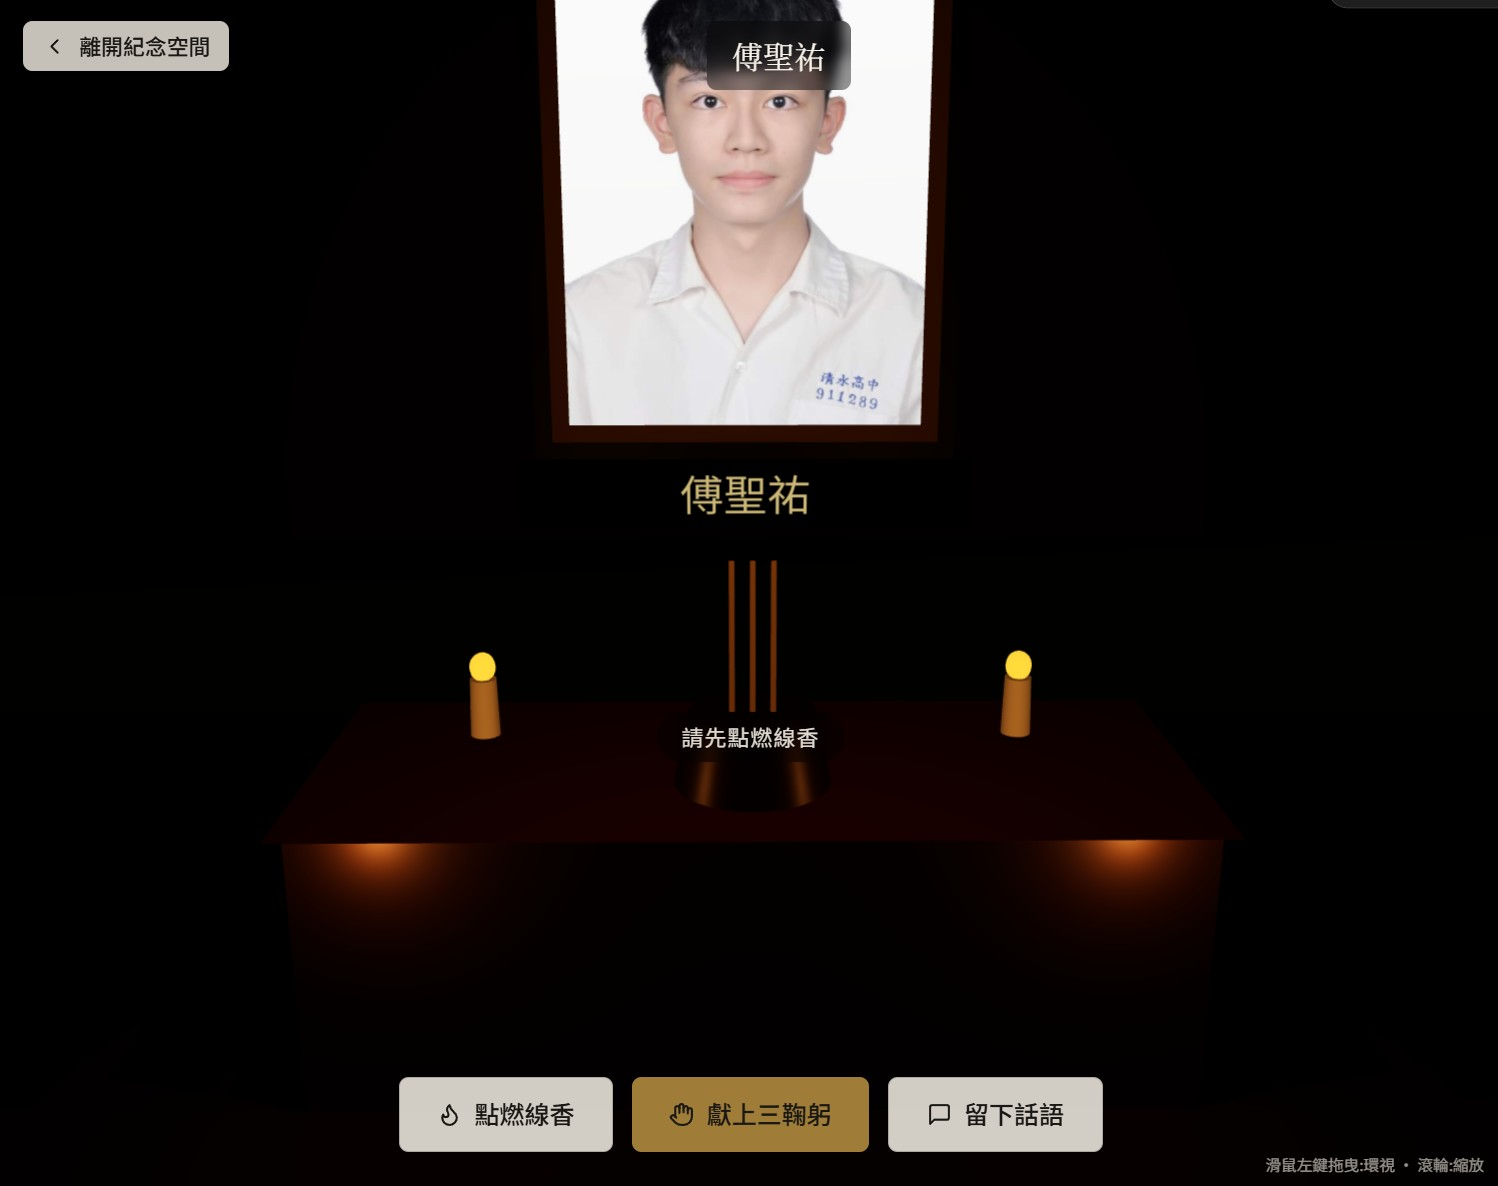 離開紀念空間
傅聖祐
清水高中
911289
傅聖祐
請先點燃線香
點燃線香
獻上三鞠躬
留下話語
滑鼠左鍵拖曳:環視 · 滾輪:縮放